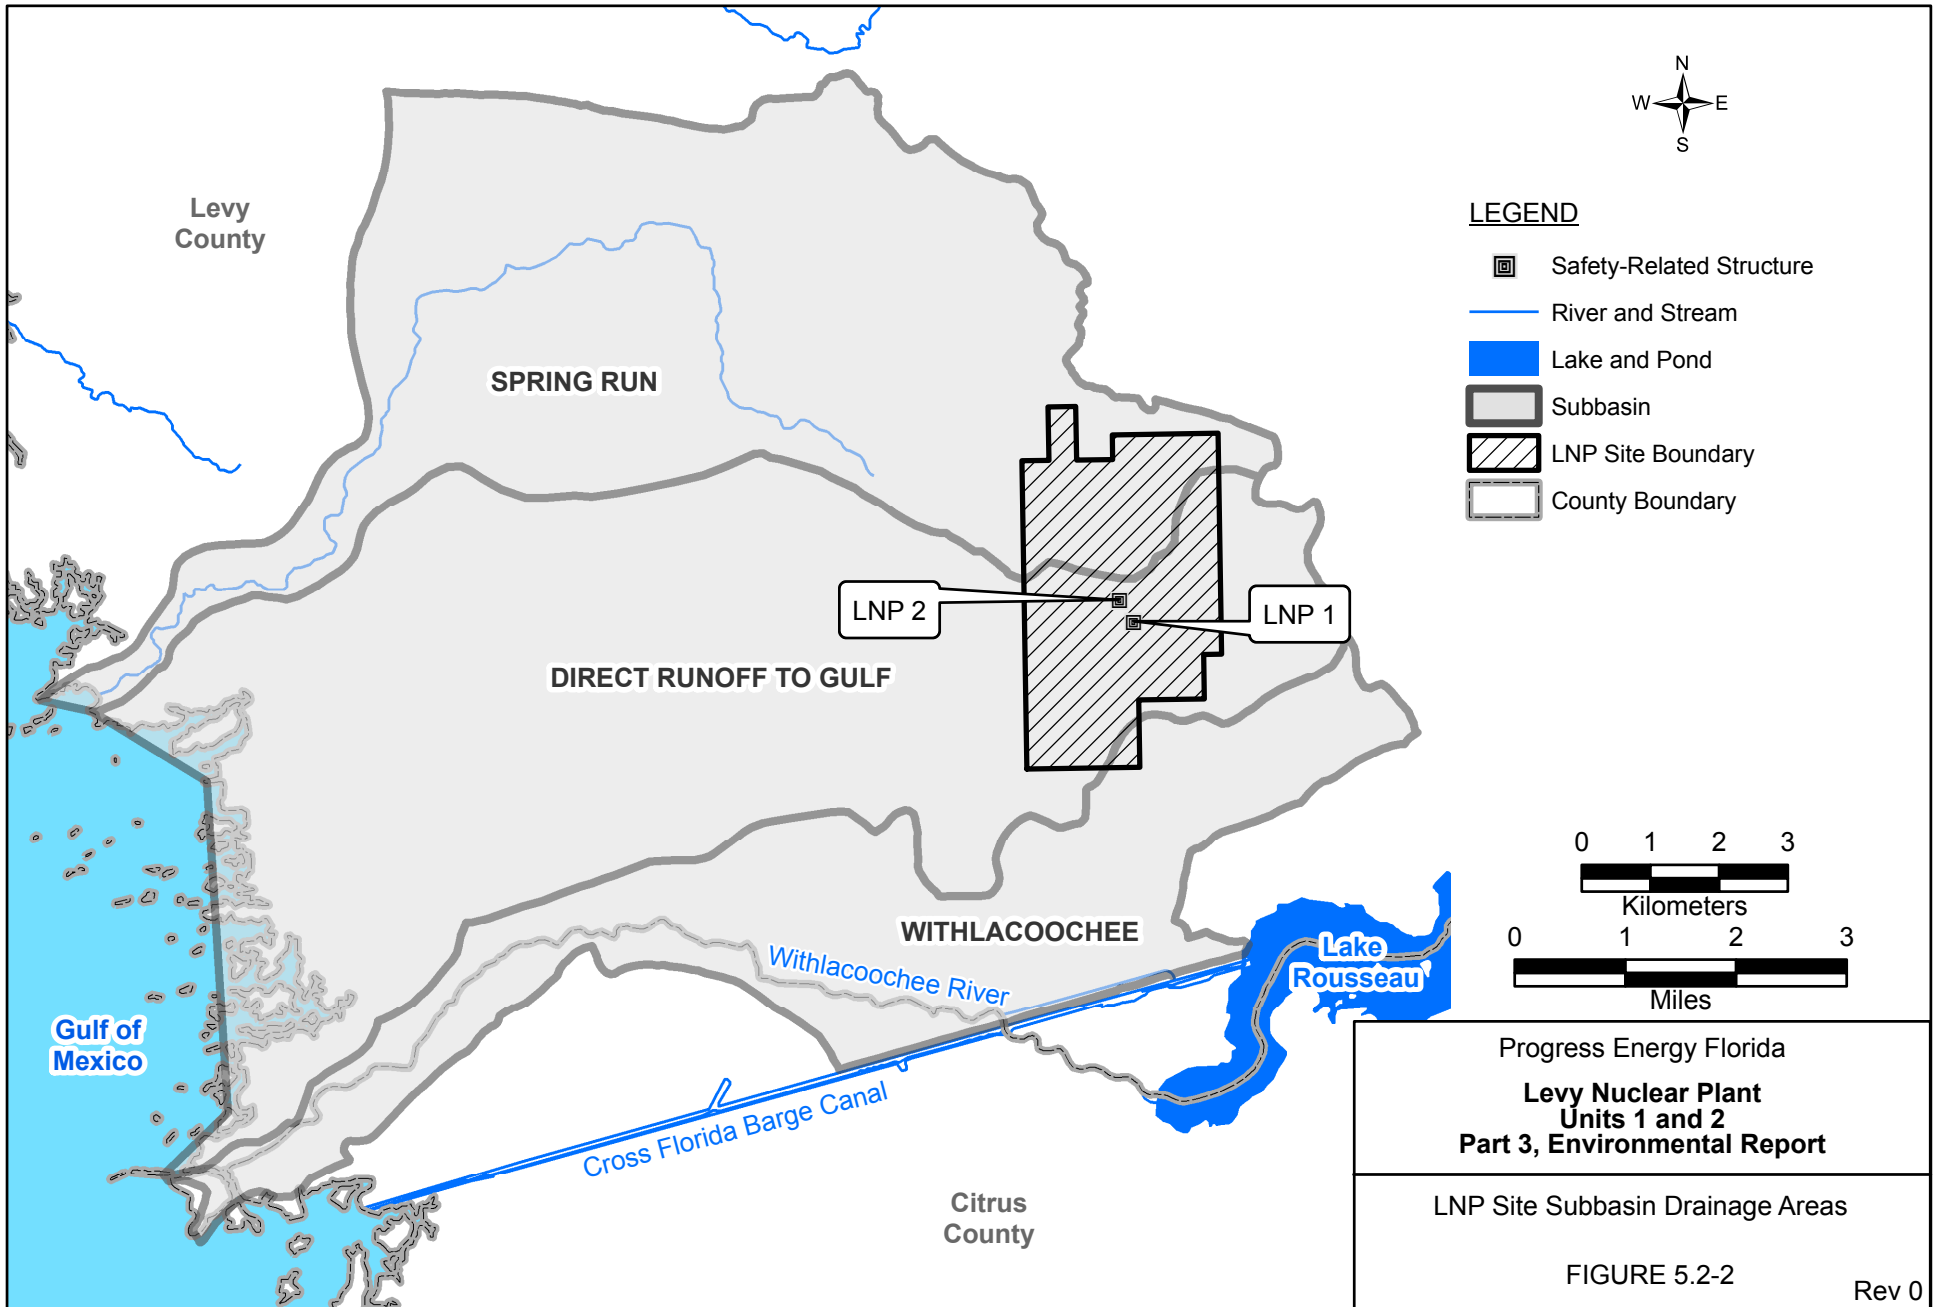 N
W E
S
Levy
County
LEGEND
Safety-Related Structure
River and Stream
Lake and Pond
Subbasin
LNP Site Boundary
County Boundary
SPRING RUN
LNP 2
LNP 1
DIRECT RUNOFF TO GULF
WITHLACOOCHEE
Withlacoochee River
Lake
Rousseau
Gulf of
Mexico
Cross Florida Barge Canal
Citrus
County
0 1 2 3
Kilometers
0 1 2 3
Miles
Progress Energy Florida
Levy Nuclear Plant
Units 1 and 2
Part 3, Environmental Report
LNP Site Subbasin Drainage Areas
FIGURE 5.2-2
Rev 0